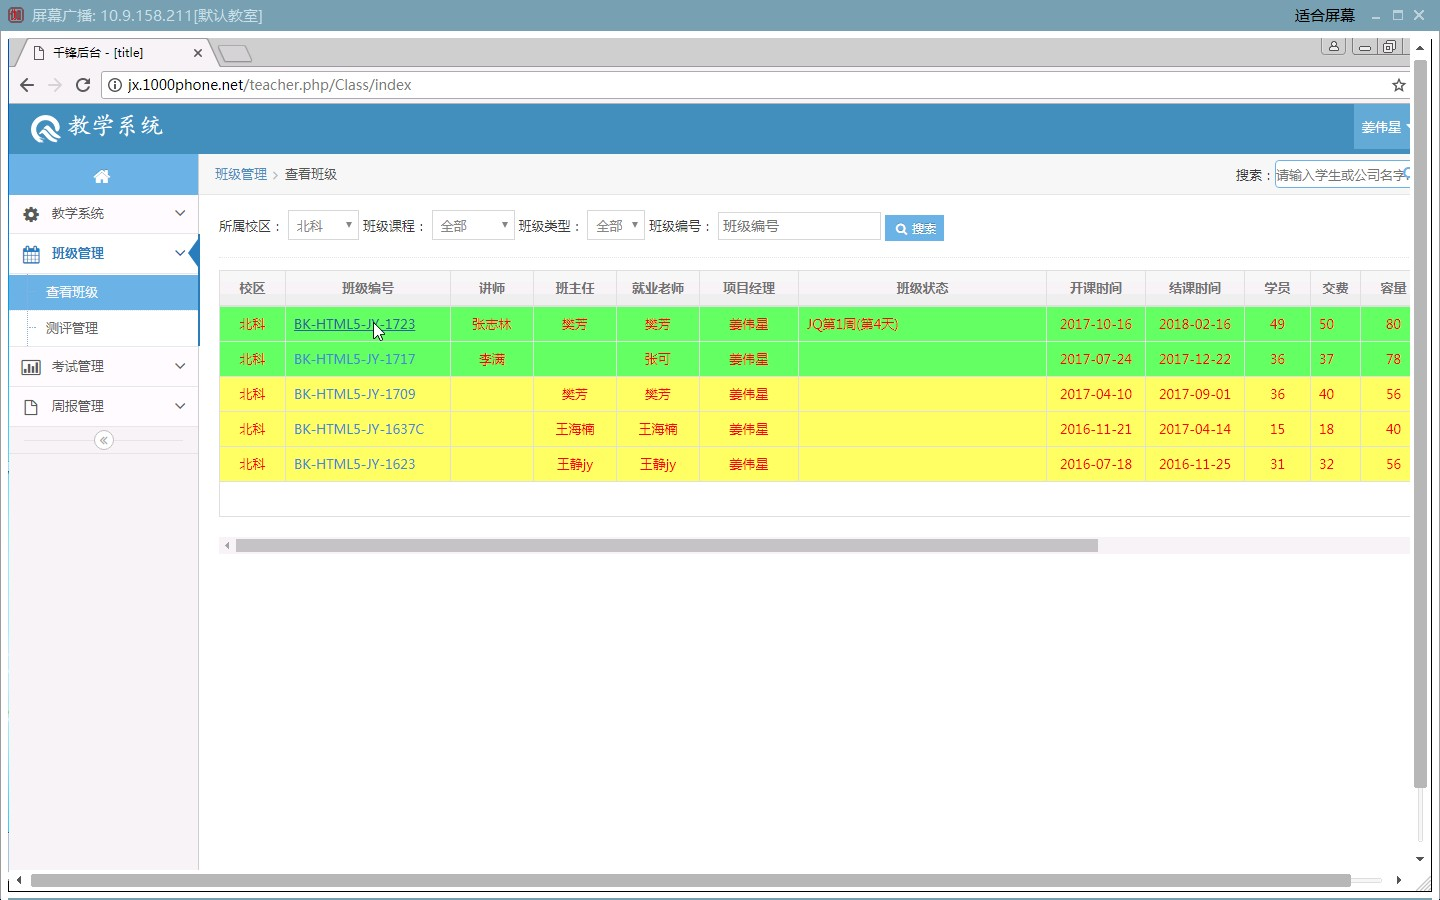 屏幕广播: 10.9.158.211[默认教室] 适合屏幕
千锋后台 - [title]
jx.1000phone.net/teacher.php/Class/index
教学系统 姜伟星
班级管理 > 查看班级 搜索：请输入学生或公司名字
教学系统
所属校区： 北科 班级课程： 全部 班级类型： 全部 班级编号： 班级编号 搜索
班级管理
查看班级
测评管理
考试管理
周报管理
校区 班级编号 讲师 班主任 就业老师 项目经理 班级状态 开课时间 结课时间 学员 交费 容量
北科 BK-HTML5-JY-1723 张志林 樊芳 樊芳 姜伟星 JQ第1周(第4天) 2017-10-16 2018-02-16 49 50 80
北科 BK-HTML5-JY-1717 李满 张可 姜伟星 2017-07-24 2017-12-22 36 37 78
北科 BK-HTML5-JY-1709 樊芳 樊芳 姜伟星 2017-04-10 2017-09-01 36 40 56
北科 BK-HTML5-JY-1637C 王海楠 王海楠 姜伟星 2016-11-21 2017-04-14 15 18 40
北科 BK-HTML5-JY-1623 王静jy 王静jy 姜伟星 2016-07-18 2016-11-25 31 32 56